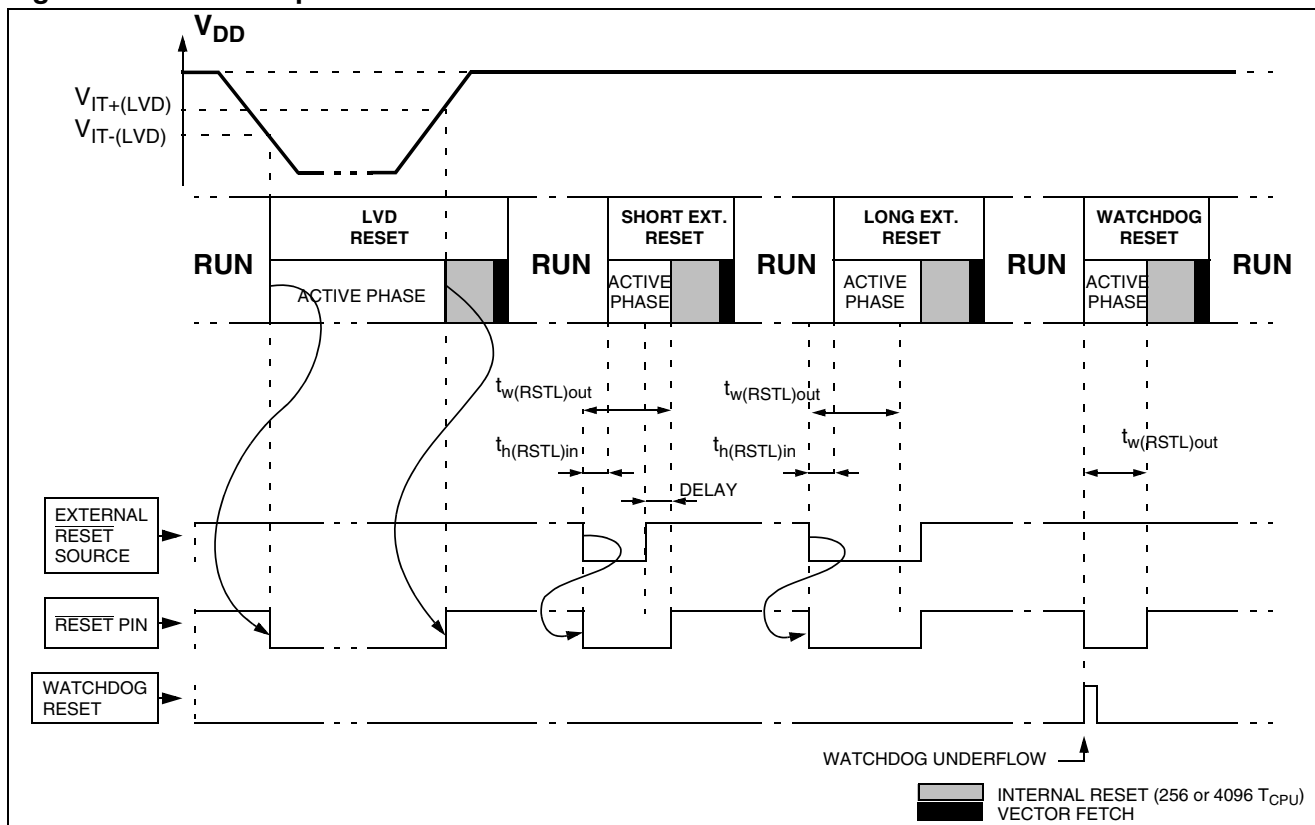 VDD
VIT+(LVD)
VIT-(LVD)
LVD
RESET
SHORT EXT.
RESET
LONG EXT.
RESET
WATCHDOG
RESET
RUN
RUN
RUN
RUN
RUN
ACTIVE PHASE
ACTIVE
PHASE
ACTIVE
PHASE
ACTIVE
PHASE
tw(RSTL)out
tw(RSTL)out
th(RSTL)in
th(RSTL)in
tw(RSTL)out
DELAY
EXTERNAL
RESET
SOURCE
RESET PIN
WATCHDOG
RESET
WATCHDOG UNDERFLOW
INTERNAL RESET (256 or 4096 TCPU)
VECTOR FETCH